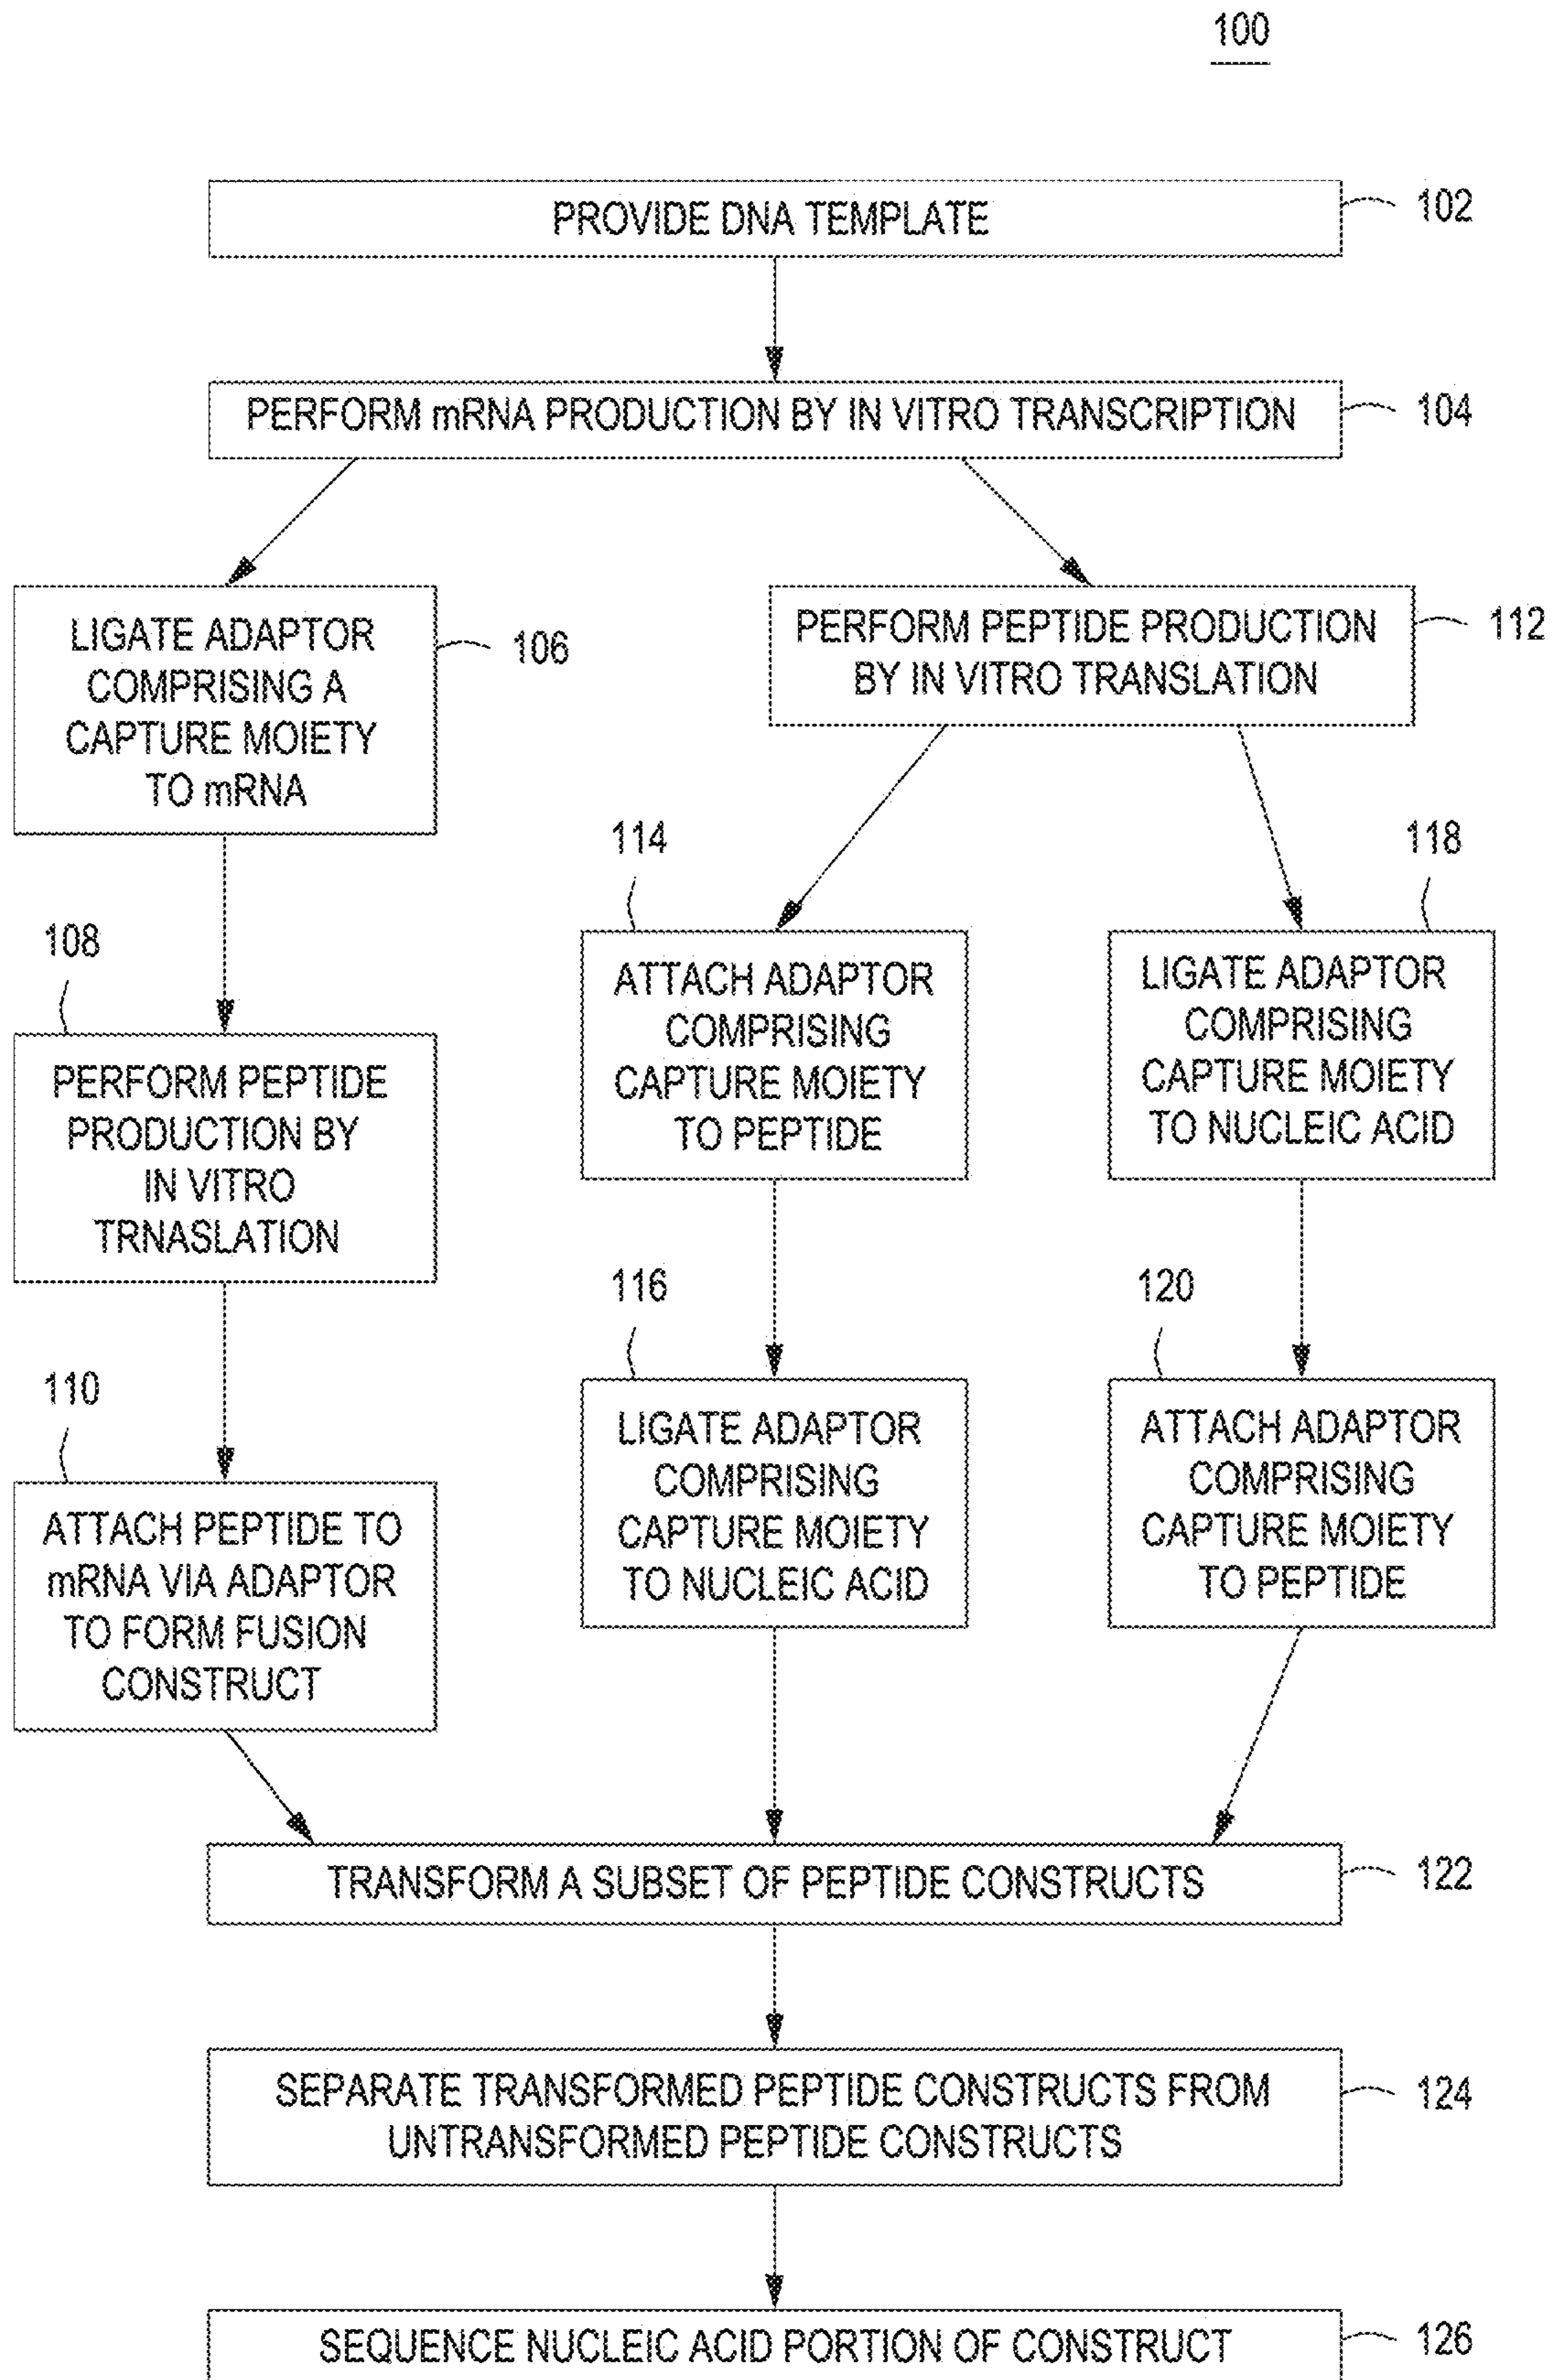 100
PROVIDE DNA TEMPLATE
102
PERFORM mRNA PRODUCTION BY IN VITRO TRANSCRIPTION
104
LIGATE ADAPTOR
COMPRISING A
CAPTURE MOIETY
TO mRNA
106
PERFORM PEPTIDE PRODUCTION
BY IN VITRO TRANSLATION
112
108
PERFORM PEPTIDE
PRODUCTION BY
IN VITRO
TRNASLATION
114
ATTACH ADAPTOR
COMPRISING
CAPTURE MOIETY
TO PEPTIDE
118
LIGATE ADAPTOR
COMPRISING
CAPTURE MOIETY
TO NUCLEIC ACID
110
ATTACH PEPTIDE TO
mRNA VIA ADAPTOR
TO FORM FUSION
CONSTRUCT
116
LIGATE ADAPTOR
COMPRISING
CAPTURE MOIETY
TO NUCLEIC ACID
120
ATTACH ADAPTOR
COMPRISING
CAPTURE MOIETY
TO PEPTIDE
TRANSFORM A SUBSET OF PEPTIDE CONSTRUCTS
122
SEPARATE TRANSFORMED PEPTIDE CONSTRUCTS FROM
UNTRANSFORMED PEPTIDE CONSTRUCTS
124
SEQUENCE NUCLEIC ACID PORTION OF CONSTRUCT
126